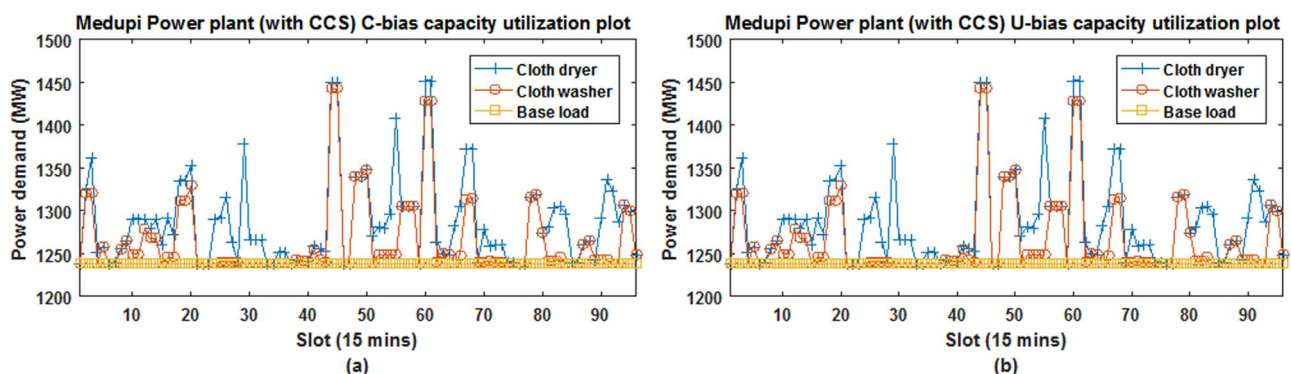 Medupi Power plant (with CCS) C-bias capacity utilization plot
1500
1450
1400
1350
1300
1250
1200
Power demand (MW)
Cloth dryer
Cloth washer
Base load
10 20 30 40 50 60 70 80 90
Slot (15 mins)
(a)
Medupi Power plant (with CCS) U-bias capacity utilization plot
1500
1450
1400
1350
1300
1250
1200
Power demand (MW)
Cloth dryer
Cloth washer
Base load
10 20 30 40 50 60 70 80 90
Slot (15 mins)
(b)